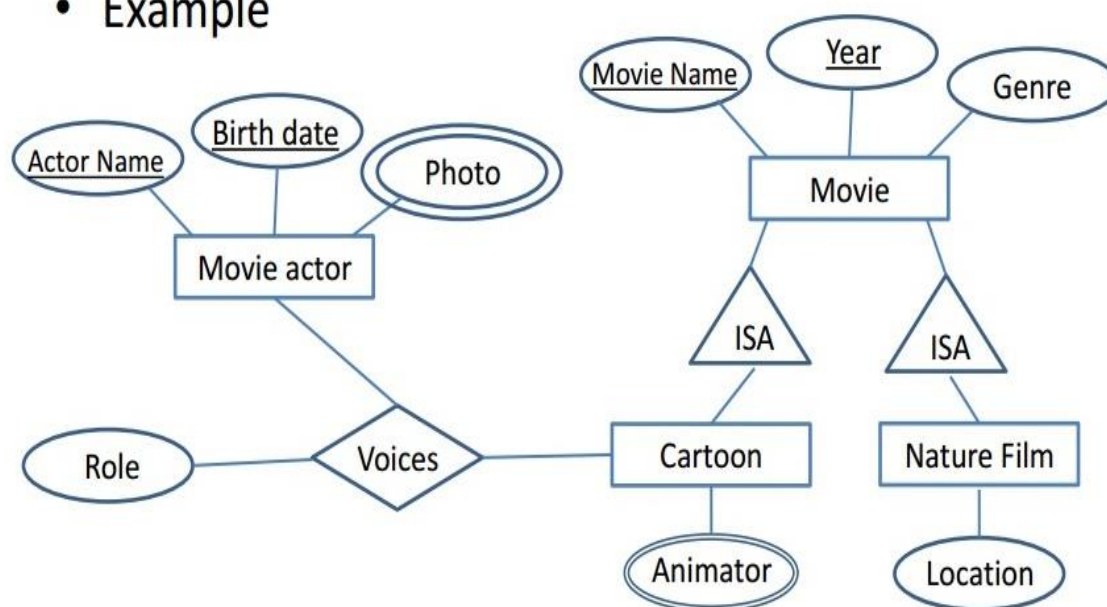 • Example
Movie Name
Year
Genre
Actor Name
Birth date
Photo
Movie
Movie actor
ISA
ISA
Role
Voices
Cartoon
Nature Film
Animator
Location